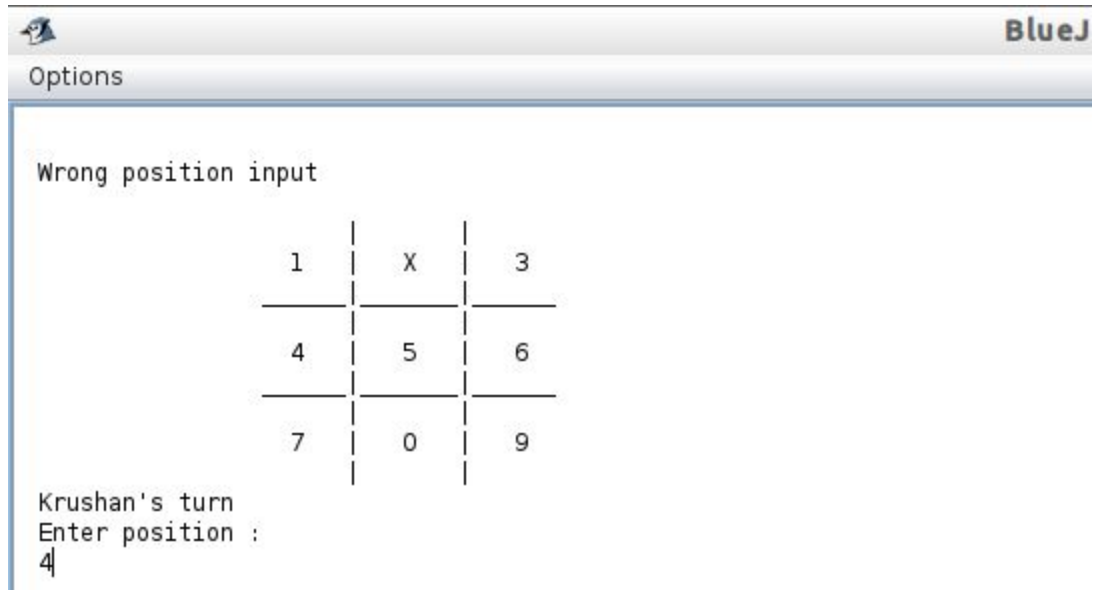 BlueJ
Options
Wrong position input
1 | X | 3
4 | 5 | 6
7 | O | 9
Krushan's turn
Enter position :
4